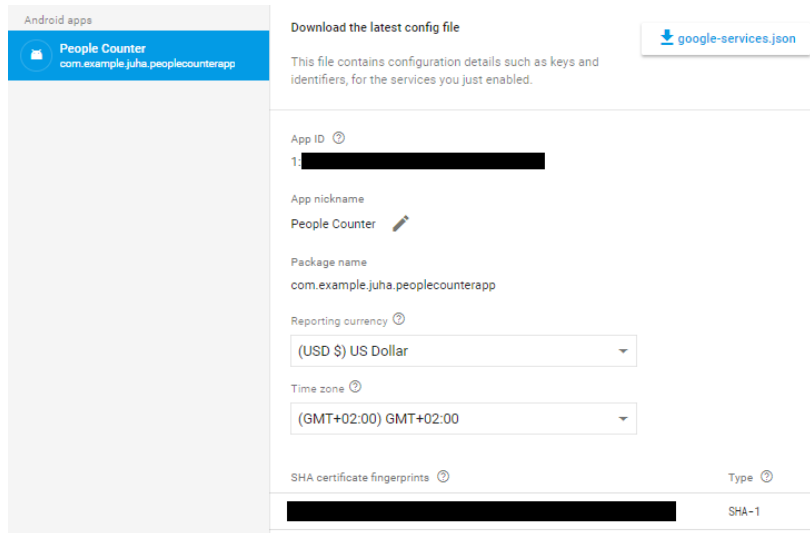 Android apps
People Counter
com.example.juha.peoplecounterapp
Download the latest config file
google-services.json
This file contains configuration details such as keys and
identifiers, for the services you just enabled.
App ID
1:
App nickname
People Counter
Package name
com.example.juha.peoplecounterapp
Reporting currency
(USD $) US Dollar
Time zone
(GMT+02:00) GMT+02:00
SHA certificate fingerprints
Type
SHA-1